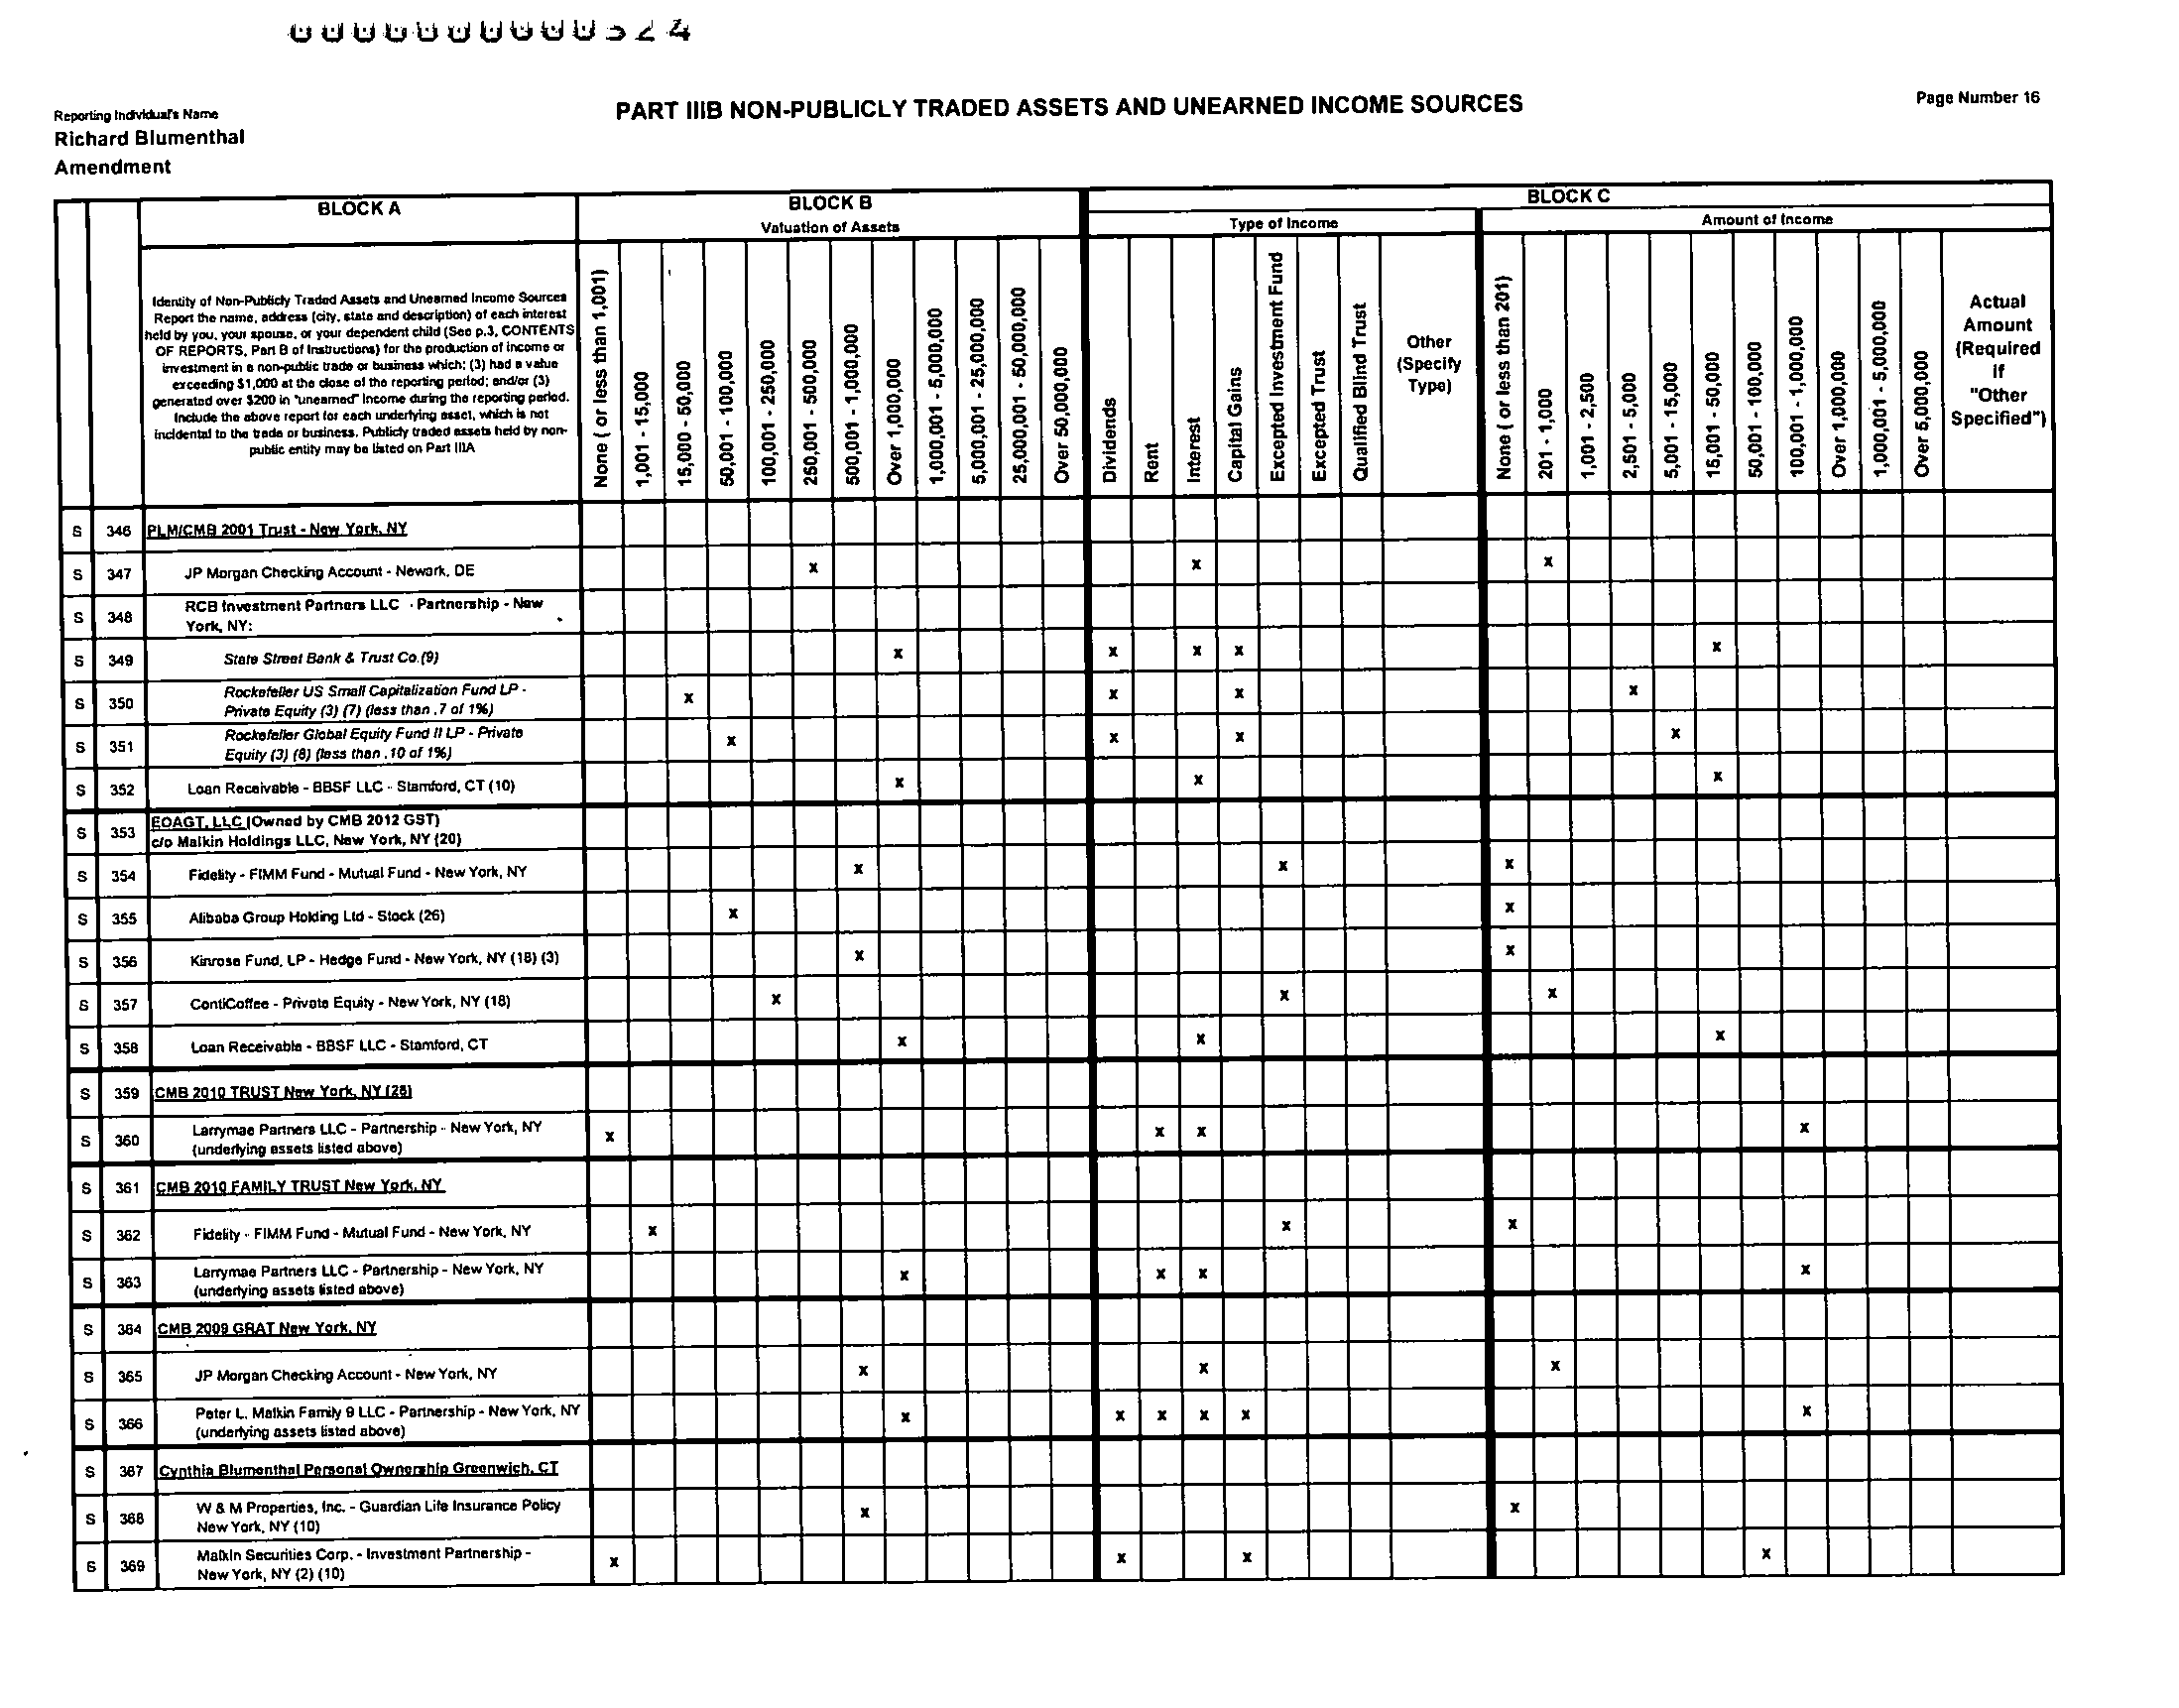 000000000524
Reporting Individual's Name
Richard Blumenthal
Amendment
PART IIIB NON-PUBLICLY TRADED ASSETS AND UNEARNED INCOME SOURCES
Page Number 16
BLOCK A
BLOCK B
Valuation of Assets
BLOCK C
Type of Income
Amount of Income
Identity of Non-Publicly Traded Assets and Unearned Income Sources
Report the name, address (city, state and description) of each interest
held by you, your spouse, or your dependent child (See p.3, CONTENTS
OF REPORTS, Part B of Instructions) for the production of income or
investment in a non-public trade or business which: (3) had a value
exceeding $1,000 at the close of the reporting period; and/or (3)
generated over $200 in "unearned" income during the reporting period.
Include the above report for each underlying asset, which is not
incidental to the trade or business. Publicly traded assets held by non-
public entity may be listed on Part IIIA
None ( or less than 1,001)
1,001 - 15,000
15,000 - 50,000
50,001 - 100,000
100,001 - 250,000
250,001 - 500,000
500,001 - 1,000,000
Over 1,000,000
1,000,001 - 5,000,000
5,000,001 - 25,000,000
25,000,001 - 50,000,000
Over 50,000,000
Dividends
Rent
Interest
Capital Gains
Excepted Investment Fund
Excepted Trust
Qualified Blind Trust
Other
(Specify
Type)
None ( or less than 201)
201 - 1,000
1,001 - 2,500
2,501 - 5,000
5,001 - 15,000
15,001 - 50,000
50,001 - 100,000
100,001 - 1,000,000
Over 1,000,000
1,000,001 - 5,000,000
Over 5,000,000
Actual
Amount
(Required
if
"Other
Specified")
S 346 PLM/CMB 2001 Trust - New York, NY
S 347 JP Morgan Checking Account - Newark, DE x x x
S 348 RCB Investment Partners LLC - Partnership - New
York, NY:
S 349 State Street Bank & Trust Co.(9) x x x x x
S 350 Rockefeller US Small Capitalization Fund LP -
Private Equity (3) (7) (less than .7 of 1%) x x x x
S 351 Rockefeller Global Equity Fund II LP - Private
Equity (3) (8) (less than .10 of 1%) x x x x
S 352 Loan Receivable - BBSF LLC - Stamford, CT (10) x x x
S 353 EOAGT, LLC (Owned by CMB 2012 GST)
c/o Malkin Holdings LLC, New York, NY (20)
S 354 Fidelity - FIMM Fund - Mutual Fund - New York, NY x x x
S 355 Alibaba Group Holding Ltd - Stock (26) x x
S 356 Kinrose Fund, LP - Hedge Fund - New York, NY (18) (3) x x
S 357 ContiCoffee - Private Equity - New York, NY (18) x x x
S 358 Loan Receivable - BBSF LLC - Stamford, CT x x x
S 359 CMB 2010 TRUST New York, NY (28)
S 360 Larrymae Partners LLC - Partnership - New York, NY
(underlying assets listed above) x x x x
S 361 CMB 2010 FAMILY TRUST New York, NY
S 362 Fidelity - FIMM Fund - Mutual Fund - New York, NY x x x
S 363 Larrymae Partners LLC - Partnership - New York, NY
(underlying assets listed above) x x x x
S 364 CMB 2009 GRAT New York, NY
S 365 JP Morgan Checking Account - New York, NY x x x
S 366 Peter L. Malkin Family 9 LLC - Partnership - New York, NY
(underlying assets listed above) x x x x x x
S 367 Cynthia Blumenthal Personal Ownership Greenwich, CT
S 368 W & M Properties, Inc. - Guardian Life Insurance Policy
New York, NY (10) x x
S 369 Malkin Securities Corp. - Investment Partnership -
New York, NY (2) (10) x x x x